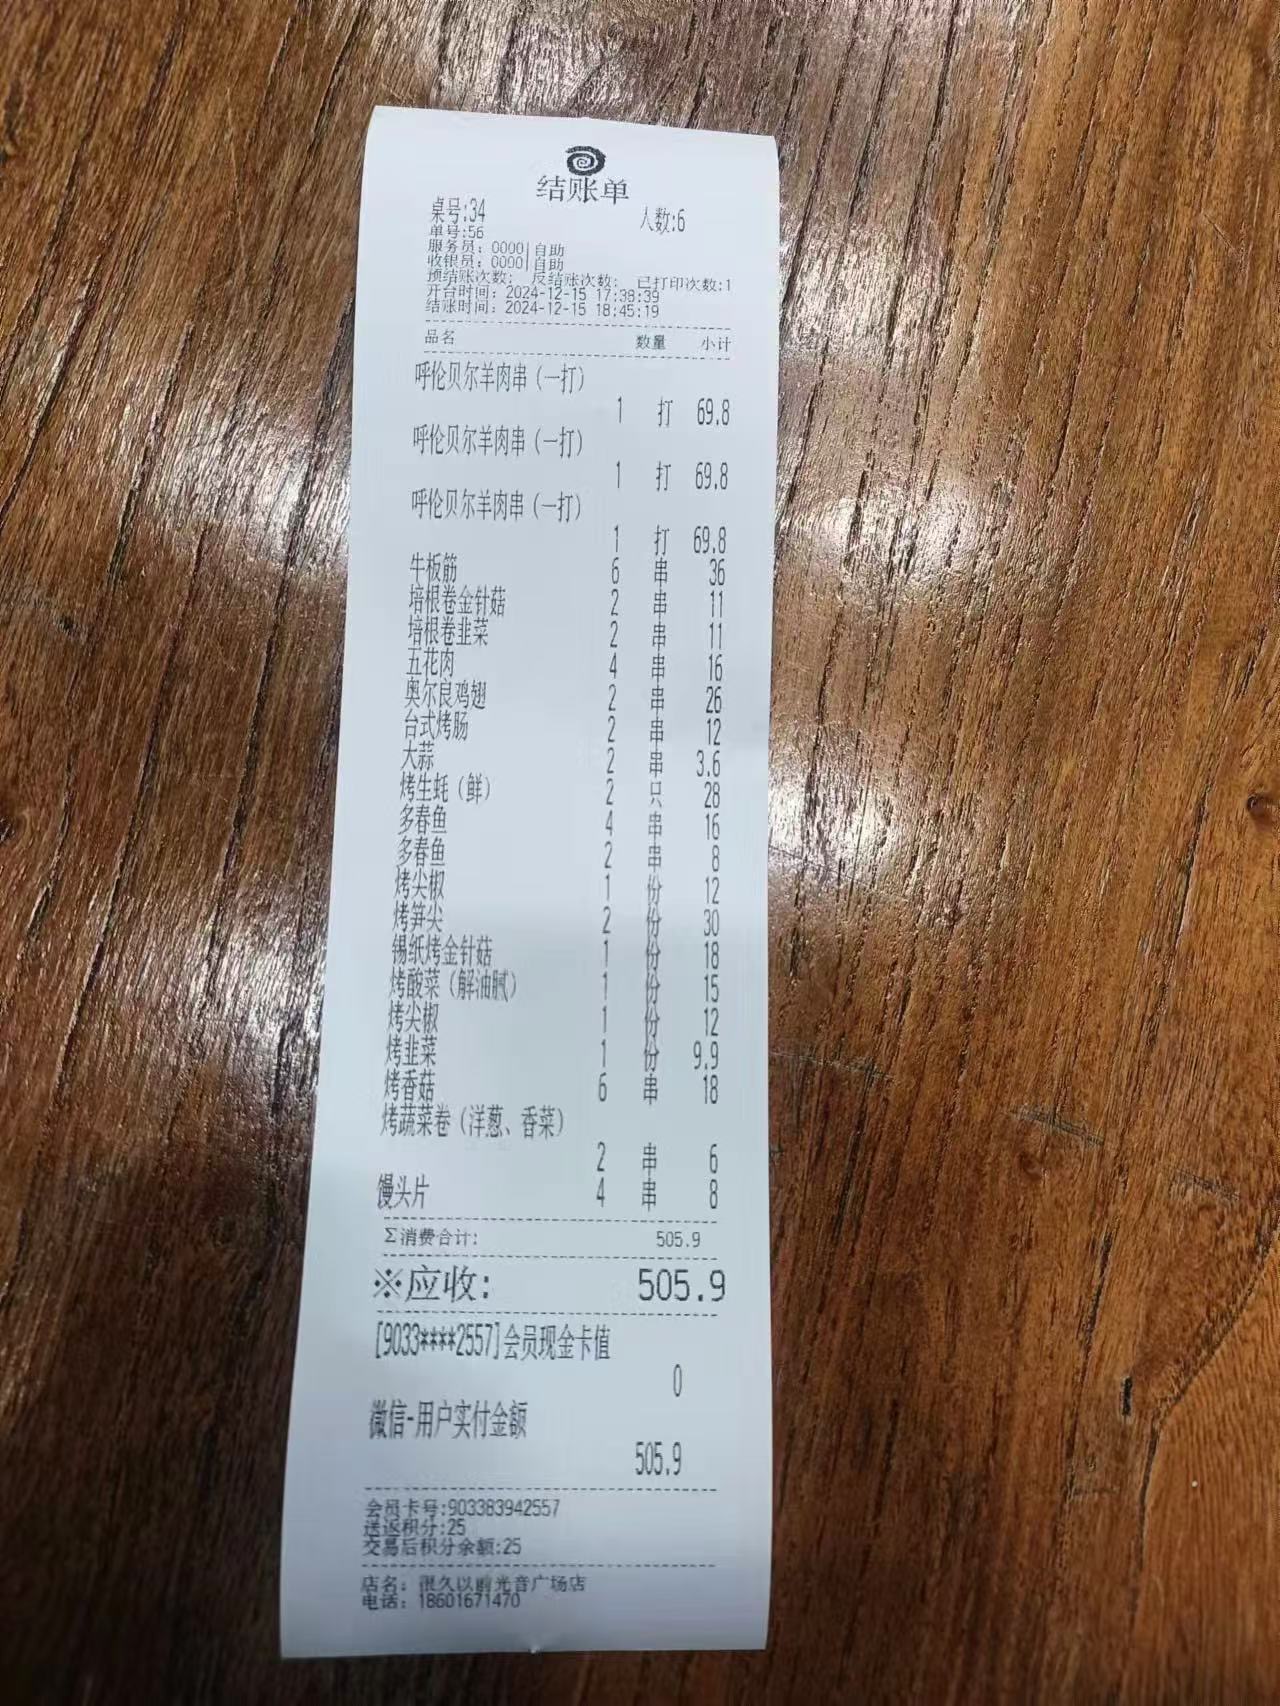 结账单
桌号:34 人数:6
单号:56
服务员: 0000|自助
收银员: 0000|自助
预结账次数: 反结账次数: 已打印次数:1
开台时间: 2024-12-15 17:38:39
结账时间: 2024-12-15 18:45:19
品名 数量 小计
呼伦贝尔羊肉串(一打)
1 打 69.8
呼伦贝尔羊肉串(一打)
1 打 69.8
呼伦贝尔羊肉串(一打)
1 打 69.8
牛板筋 6 串 36
培根卷金针菇 2 串 11
培根卷韭菜 2 串 11
五花肉 4 串 16
奥尔良鸡翅 2 串 26
台式烤肠 2 串 12
大蒜 2 串 3.6
烤生蚝(鲜) 2 只 28
多春鱼 4 串 16
多春鱼 2 串 8
烤尖椒 1 份 12
烤笋尖 2 份 30
锡纸烤金针菇 1 份 18
烤酸菜(解油腻) 1 份 15
烤尖椒 1 份 12
烤韭菜 1 份 9.9
烤香菇 6 串 18
烤蔬菜卷(洋葱、香菜)
2 串 6
馒头片 4 串 8
Σ消费合计: 505.9
※应收: 505.9
[9033****2557]会员现金卡值
0
微信-用户实付金额
505.9
会员卡号:903383942557
送返积分:25
交易后积分余额:25
店名: 很久以前光音广场店
电话: 18601671470